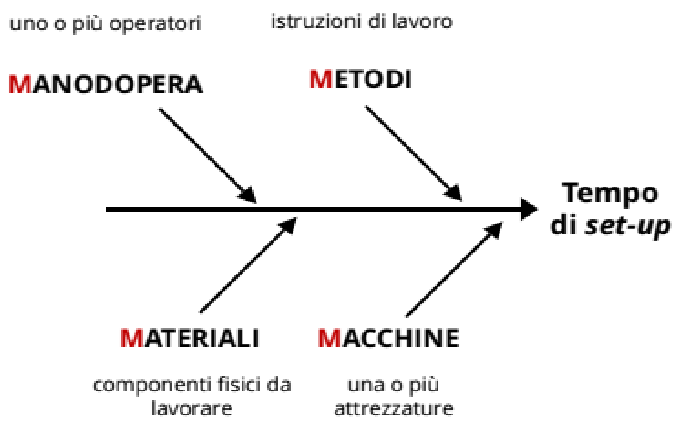 uno o più operatori
istruzioni di lavoro
MANODOPERA
METODI
Tempo
di set-up
MATERIALI
MACCHINE
componenti fisici da
lavorare
una o più
attrezzature